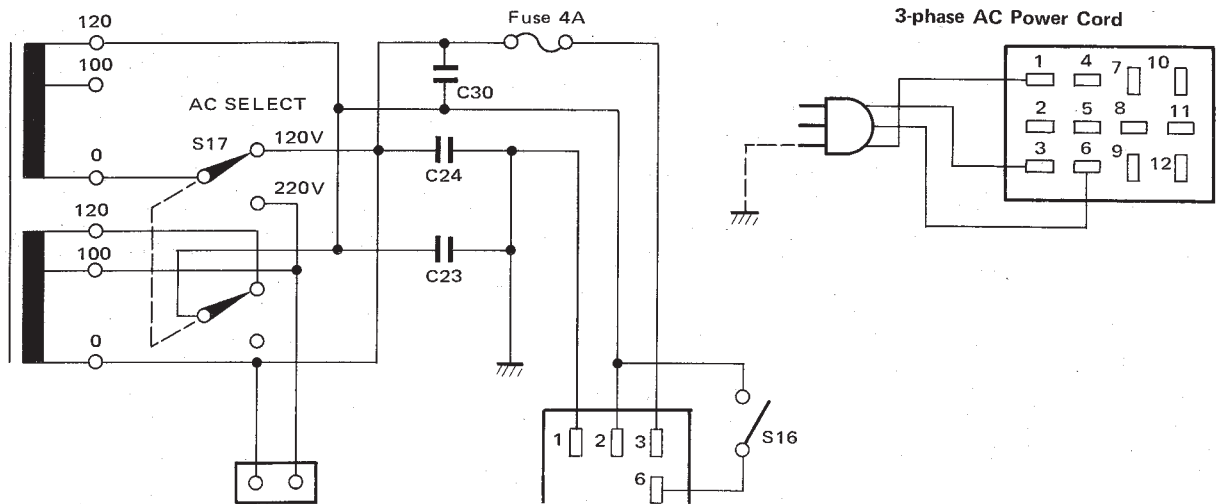 120
100
0
120
100
0
AC SELECT
S17
120V
220V
Fuse 4A
C30
C24
C23
1 2 3
6
S16
3-phase AC Power Cord
1 4 7 10
2 5 8 11
3 6 9 12